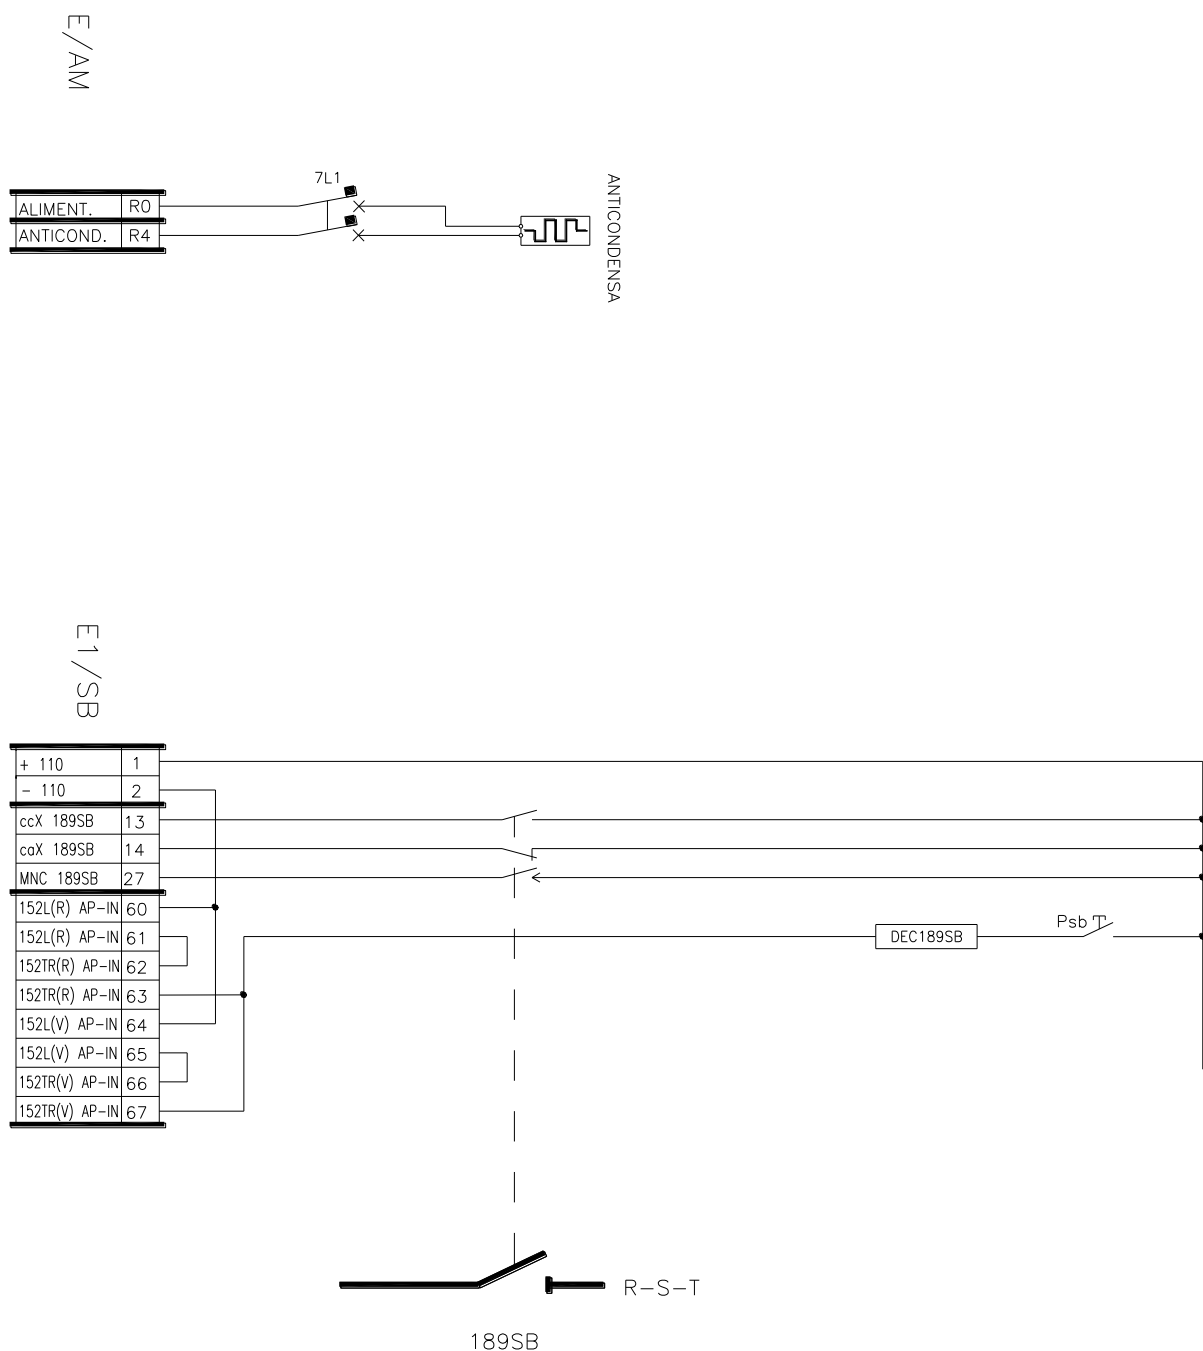 E/AM
7L1
ANTICONDENSA
ALIMENT. R0
ANTICOND. R4
E1/SB
+ 110 1
- 110 2
ccX 189SB 13
caX 189SB 14
MNC 189SB 27
152L(R) AP-IN 60
152L(R) AP-IN 61
152TR(R) AP-IN 62
152TR(R) AP-IN 63
152L(V) AP-IN 64
152L(V) AP-IN 65
152TR(V) AP-IN 66
152TR(V) AP-IN 67
DEC189SB
Psb
R-S-T
189SB